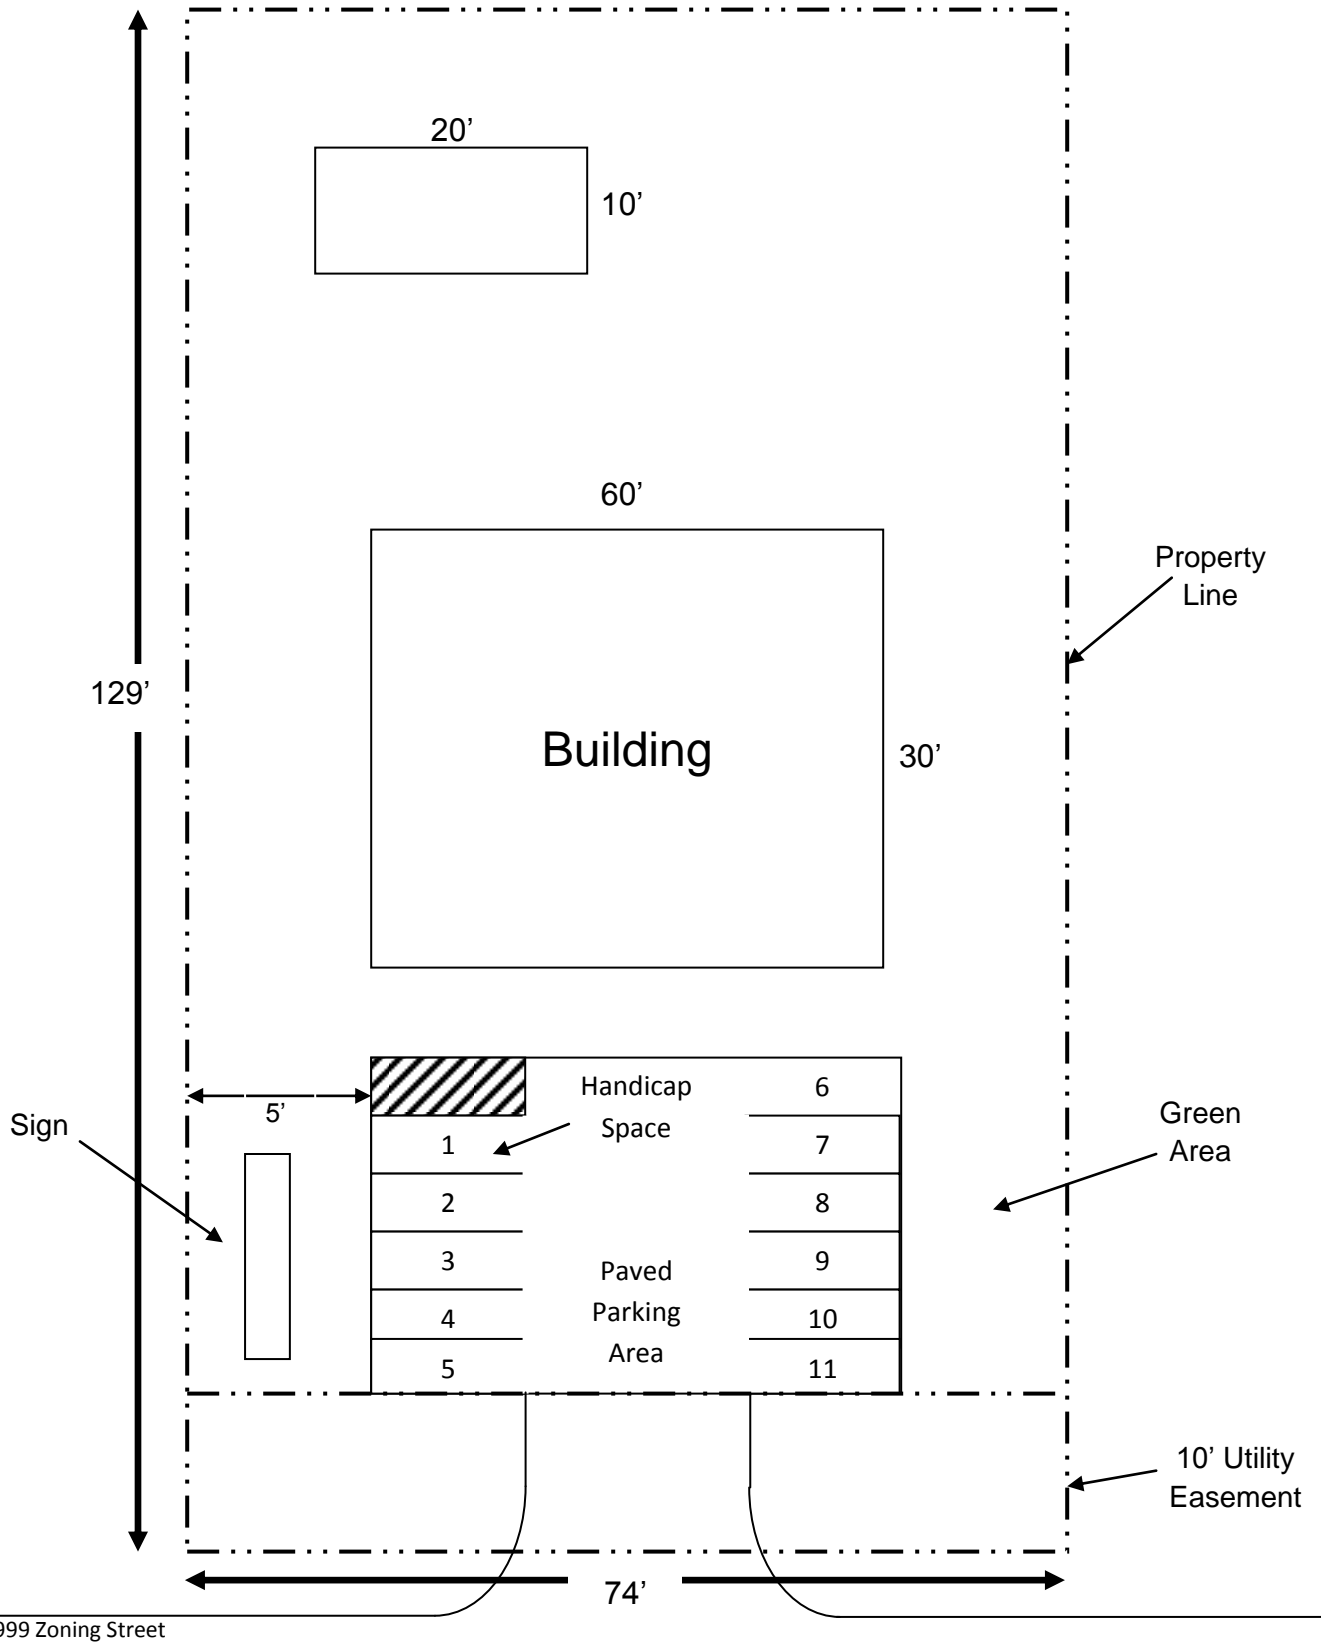 20’
10’
60’
Property
Line
129’
Building
30’
Handicap
Space
6
5’
Sign
1
7
Green
Area
2
8
3
9
Paved
Parking
Area
4
10
5
11
10’ Utility
Easement
74’
999 Zoning Street